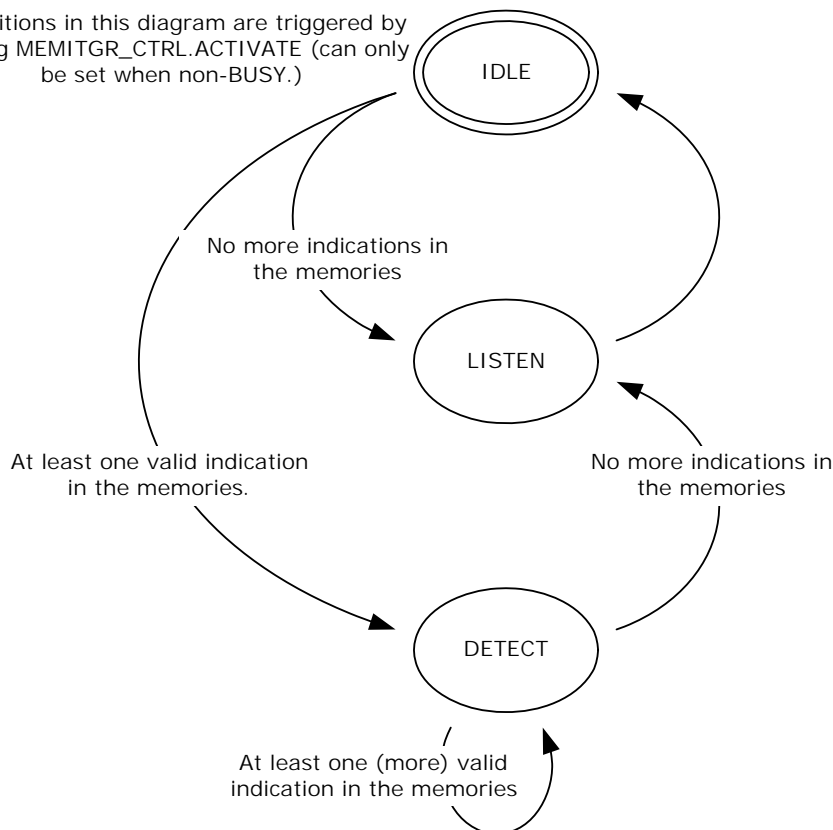 in this diagram are triggered by
MEMITGR_CTRL.ACTIVATE (can only
be set when non-BUSY.)
IDLE
No more indications in
the memories
LISTEN
At least one valid indication
in the memories.
No more indications in
the memories
DETECT
At least one (more) valid
indication in the memories